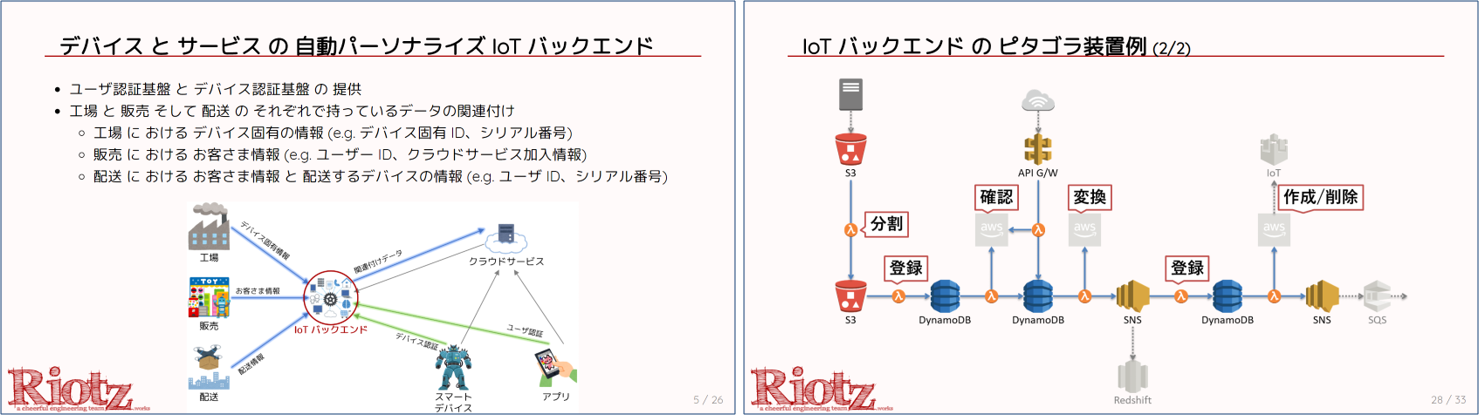 デバイス と サービス の 自動パーソナライズ IoT バックエンド
• ユーザ認証基盤 と デバイス認証基盤 の 提供
• 工場 と 販売 そして 配送 の それぞれで持っているデータの関連付け
○ 工場 に おける デバイス固有の情報 (e.g. デバイス固有 ID、シリアル番号)
○ 販売 に おける お客さま情報 (e.g. ユーザー ID、クラウドサービス加入情報)
○ 配送 に おける お客さま情報 と 配送するデバイスの情報 (e.g. ユーザ ID、シリアル番号)
デバイス固有情報
工場
関連付けデータ
クラウドサービス
TOY
お客さま情報
販売
IoT バックエンド
ユーザ認証
デバイス認証
配送情報
配送
スマート
デバイス
アプリ
Riotz
a cheerful engineering team ...works
5 / 26
IoT バックエンド の ピタゴラ装置例 (2/2)
S3
API G/W
IoT
確認
変換
作成/削除
分割
aws
aws
aws
λ
λ
登録
登録
λ
λ
λ
λ
λ
S3
DynamoDB
DynamoDB
SNS
DynamoDB
SNS
SQS
Redshift
Riotz
a cheerful engineering team ...works
28 / 33